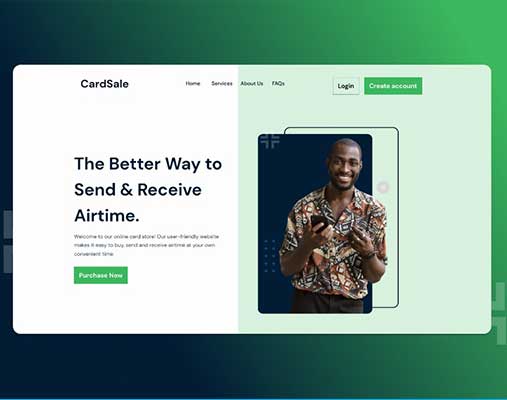 CardSale
Home Services About Us FAQs
Login
Create account
The Better Way to
Send & Receive
Airtime.
Welcome to our online card store! Our user-friendly website
makes it easy to buy, send and receive airtime at your own
convenient time.
Purchase Now